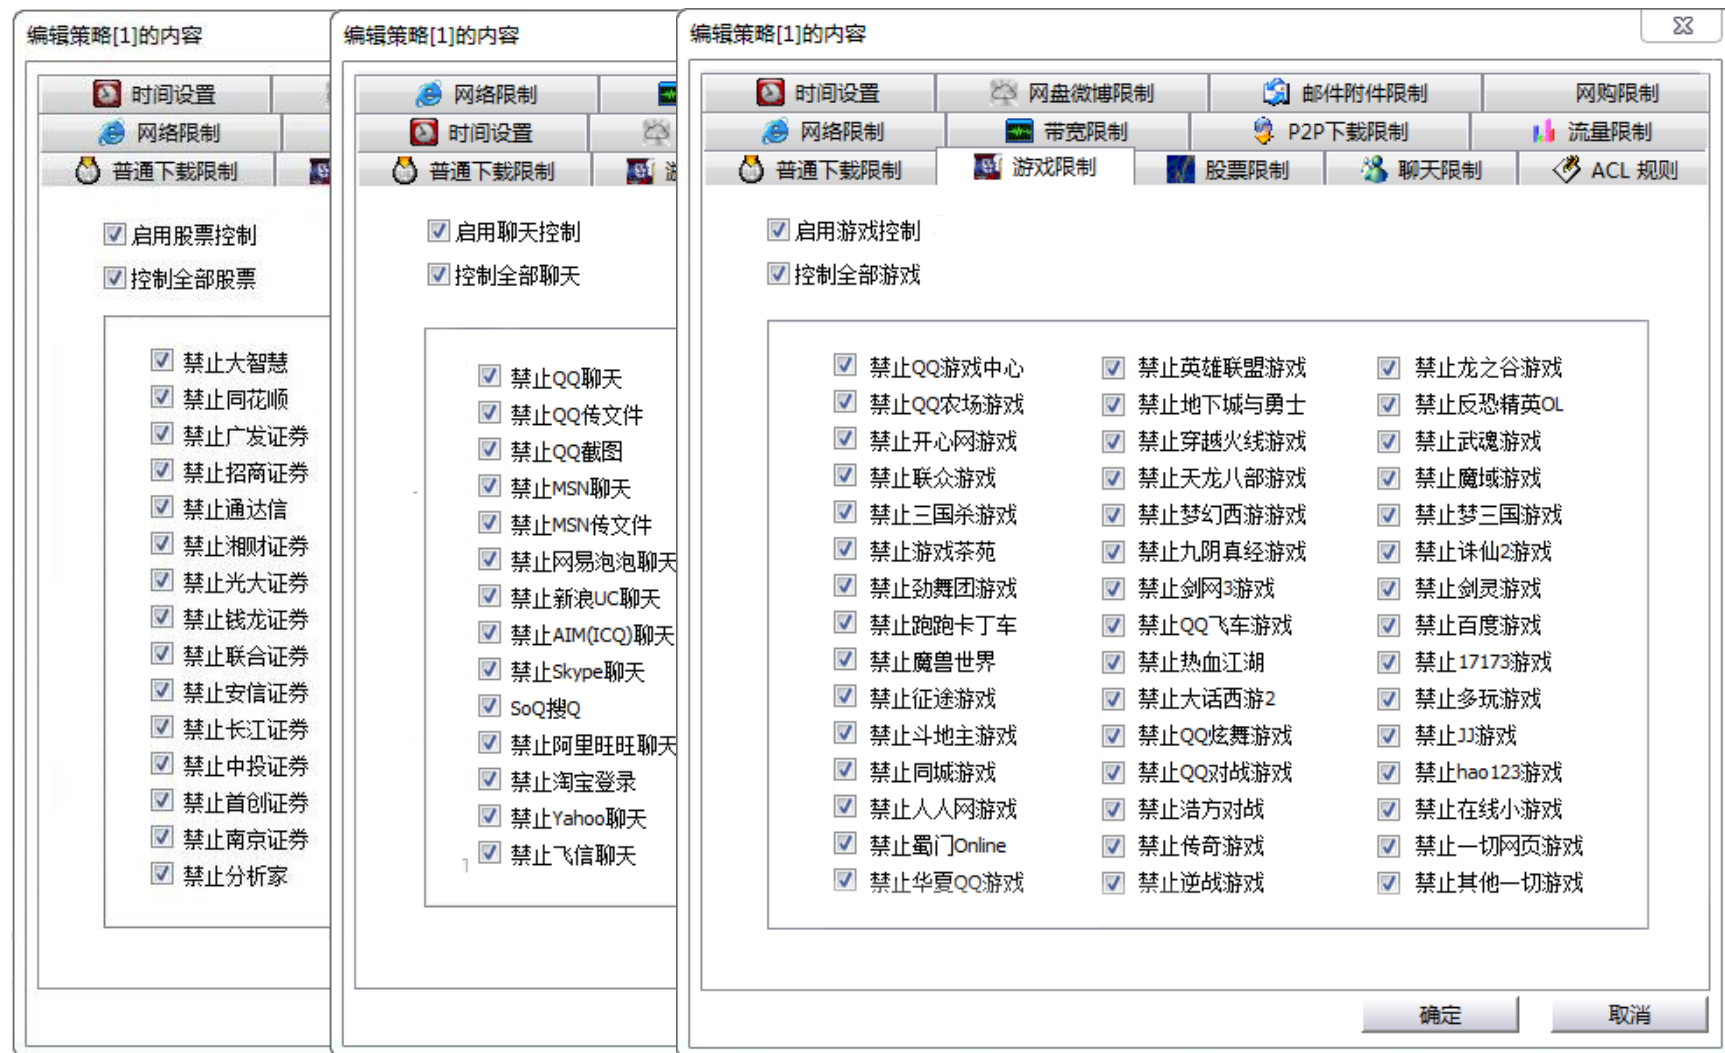 编辑策略[1]的内容
时间设置
网络限制
普通下载限制
启用股票控制
控制全部股票
禁止大智慧
禁止同花顺
禁止广发证券
禁止招商证券
禁止通达信
禁止湘财证券
禁止光大证券
禁止钱龙证券
禁止联合证券
禁止安信证券
禁止长江证券
禁止中投证券
禁止首创证券
禁止南京证券
禁止分析家
编辑策略[1]的内容
网络限制
时间设置
普通下载限制
启用聊天控制
控制全部聊天
禁止QQ聊天
禁止QQ传文件
禁止QQ截图
禁止MSN聊天
禁止MSN传文件
禁止网易泡泡聊天
禁止新浪UC聊天
禁止AIM(ICQ)聊天
禁止Skype聊天
SoQ搜Q
禁止阿里旺旺聊天
禁止淘宝登录
禁止Yahoo聊天
禁止飞信聊天
编辑策略[1]的内容
时间设置 网盘微博限制 邮件附件限制 网购限制
网络限制 带宽限制 P2P下载限制 流量限制
普通下载限制 游戏限制 股票限制 聊天限制 ACL 规则
启用游戏控制
控制全部游戏
禁止QQ游戏中心 禁止英雄联盟游戏 禁止龙之谷游戏
禁止QQ农场游戏 禁止地下城与勇士 禁止反恐精英OL
禁止开心网游戏 禁止穿越火线游戏 禁止武魂游戏
禁止联众游戏 禁止天龙八部游戏 禁止魔域游戏
禁止三国杀游戏 禁止梦幻西游游戏 禁止梦三国游戏
禁止游戏茶苑 禁止九阴真经游戏 禁止诛仙2游戏
禁止劲舞团游戏 禁止剑网3游戏 禁止剑灵游戏
禁止跑跑卡丁车 禁止QQ飞车游戏 禁止百度游戏
禁止魔兽世界 禁止热血江湖 禁止17173游戏
禁止征途游戏 禁止大话西游2 禁止多玩游戏
禁止斗地主游戏 禁止QQ炫舞游戏 禁止JJ游戏
禁止同城游戏 禁止QQ对战游戏 禁止hao123游戏
禁止人人网游戏 禁止浩方对战 禁止在线小游戏
禁止蜀门Online 禁止传奇游戏 禁止一切网页游戏
禁止华夏QQ游戏 禁止逆战游戏 禁止其他一切游戏
确定 取消